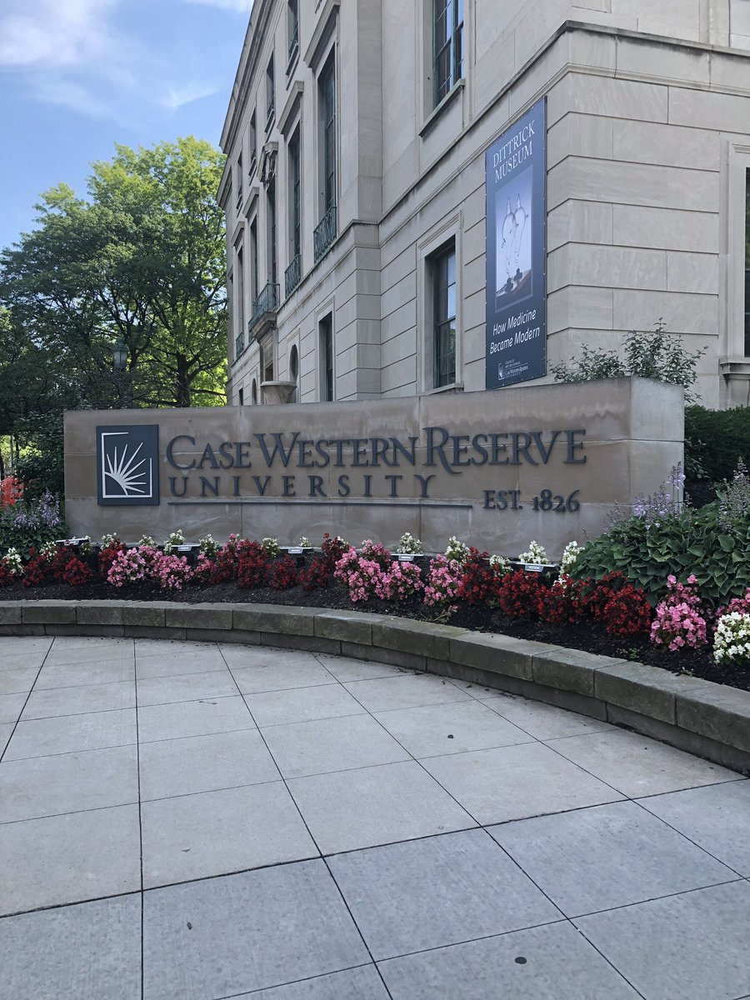 DITTRICK
MUSEUM
How Medicine
Became Modern
CASE WESTERN RESERVE
UNIVERSITY
EST. 1826